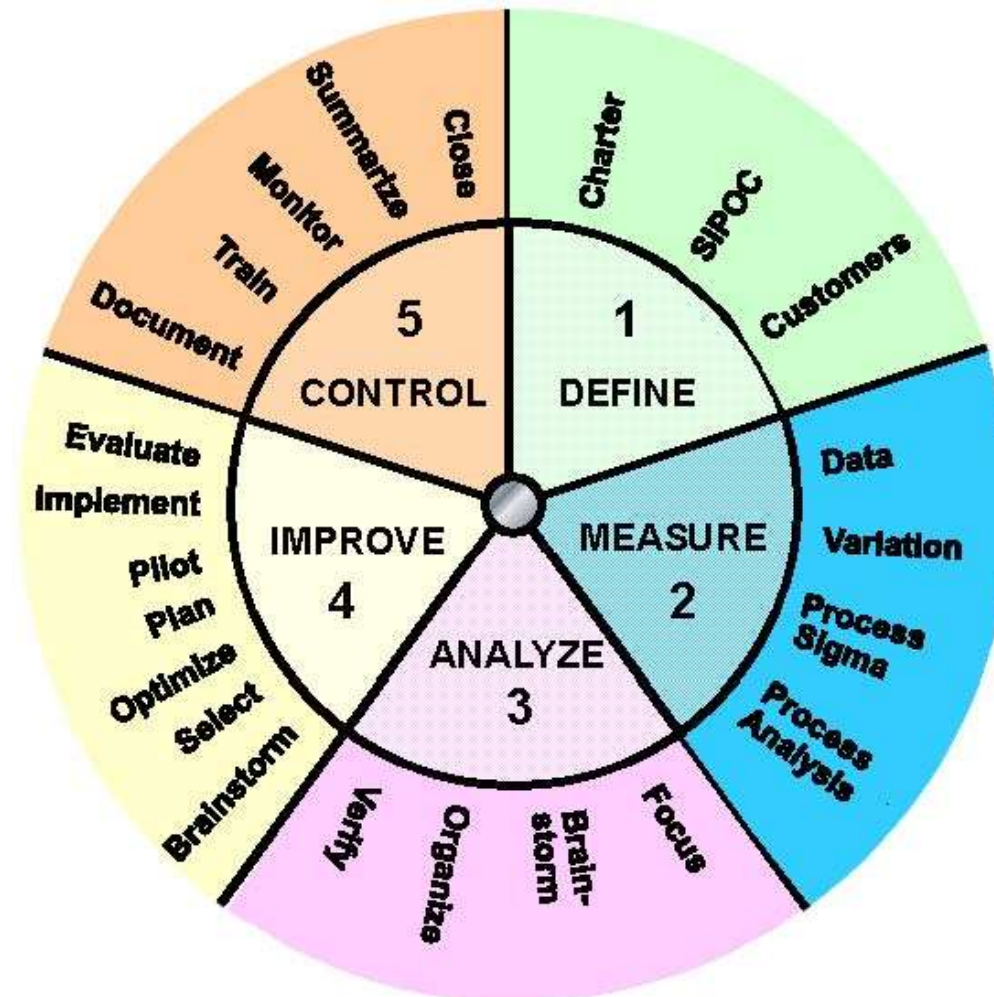 1
DEFINE
Charter
SIPOC
Customers
2
MEASURE
Data
Variation
Process
Sigma
Process
Analysis
3
ANALYZE
Focus
Brain-
storm
Organize
Verify
4
IMPROVE
Brainstorm
Select
Optimize
Plan
Pilot
Implement
Evaluate
5
CONTROL
Document
Train
Monitor
Summarize
Close